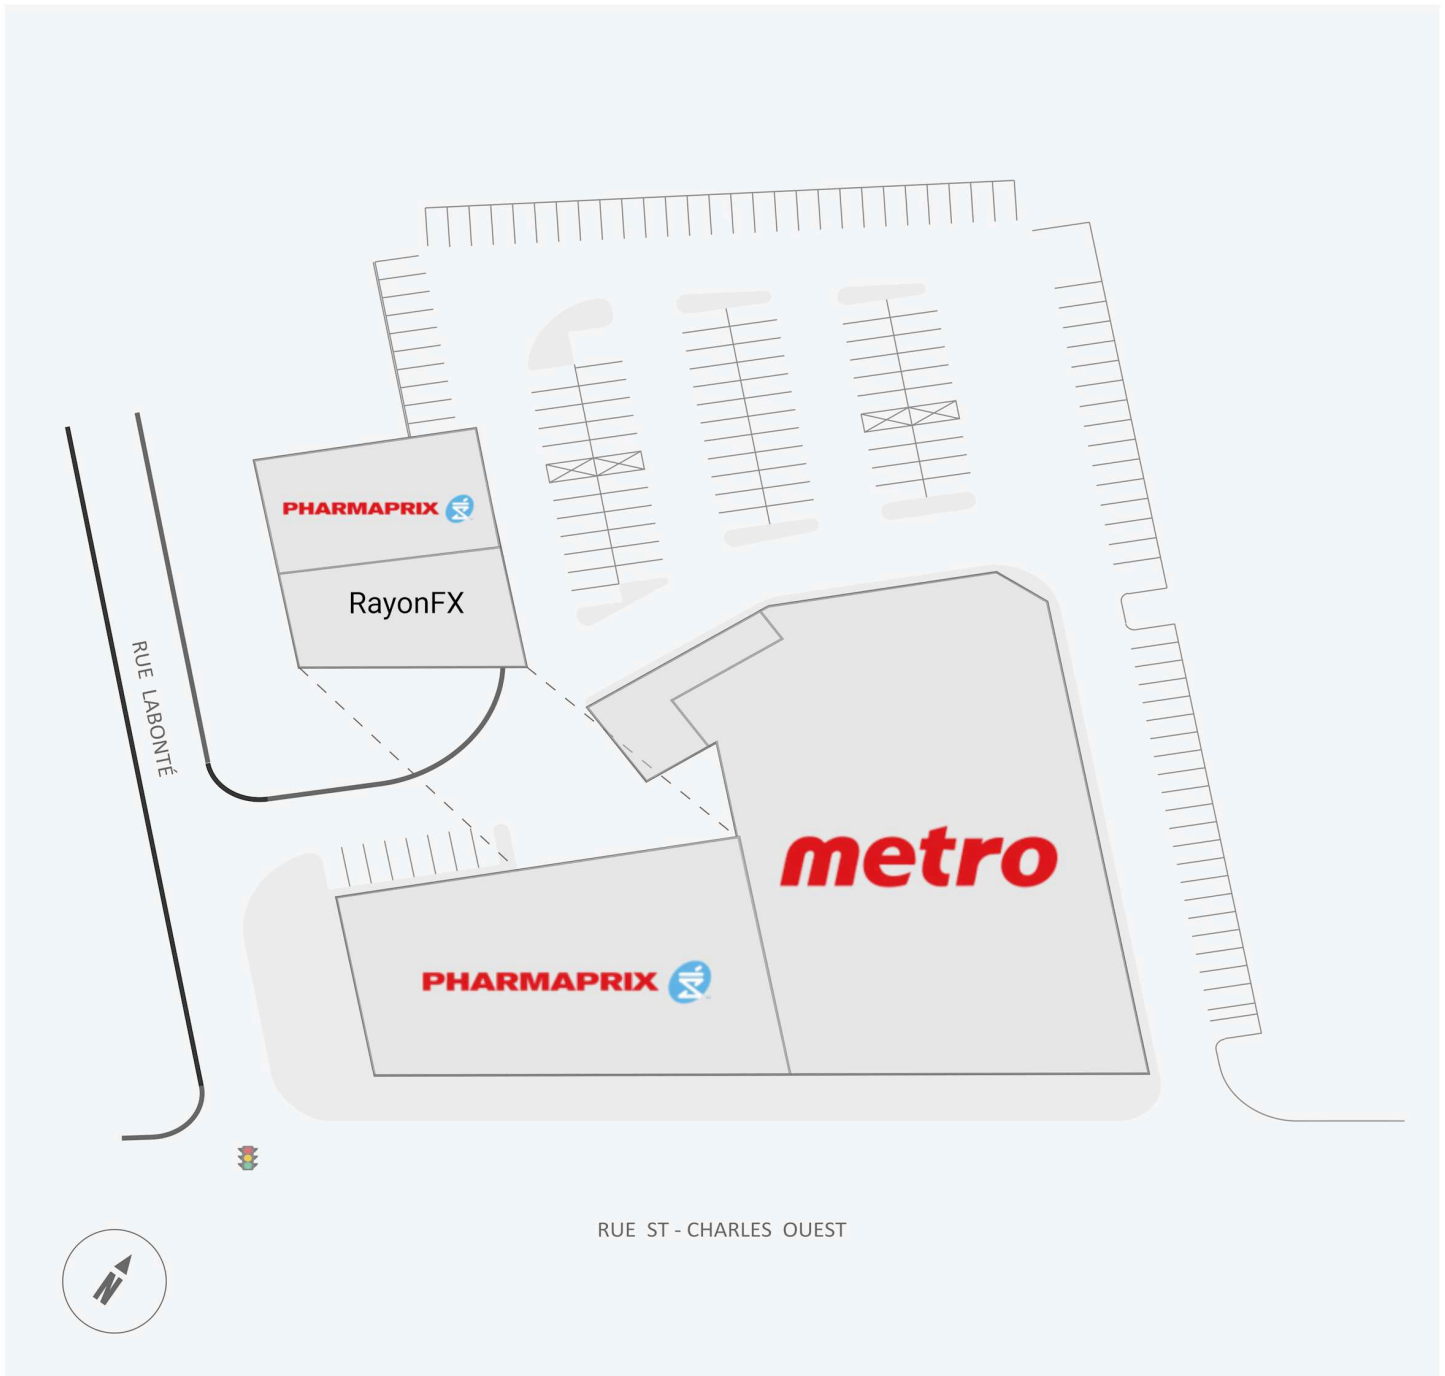 PHARMAPRIX
RayonFX
RUE LABONTÉ
metro
PHARMAPRIX
RUE ST - CHARLES OUEST
N